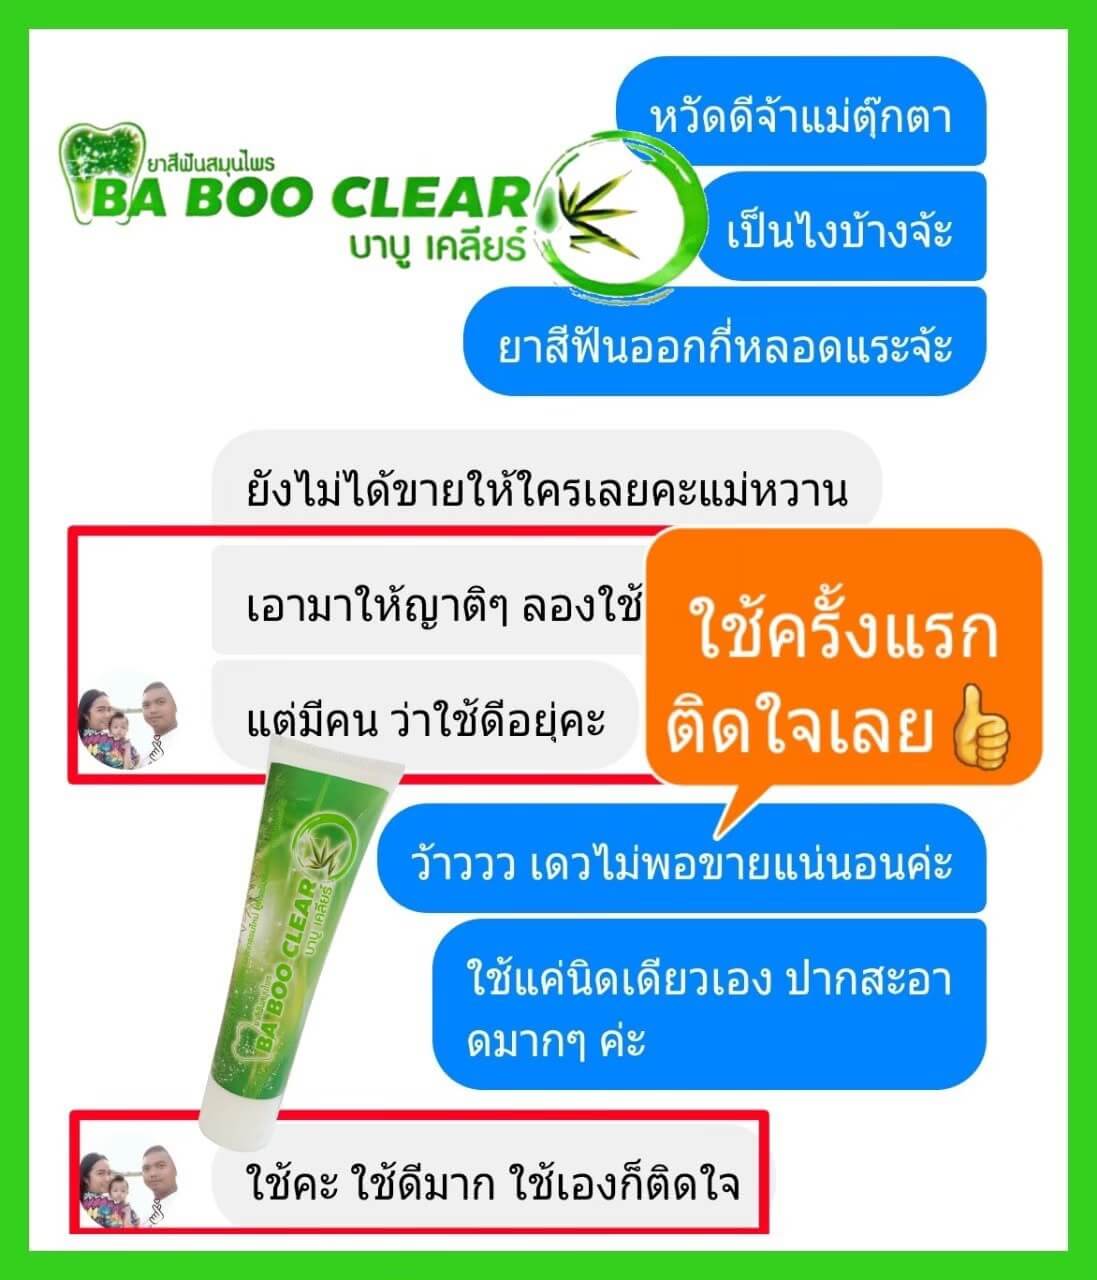 หวัดดีจ้าแม่ตุ๊กตา
ยาสีฟันสมุนไพร
BA BOO CLEAR
บาบู เคลียร์
เป็นไงบ้างจ้ะ
ยาสีฟันออกกี่หลอดแระจ้ะ
ยังไม่ได้ขายให้ใครเลยคะแม่หวาน
เอามาให้ญาติๆ ลองใช้
แต่มีคน ว่าใช้ดีอยุ่คะ
ใช้ครั้งแรก
ติดใจเลย👍
ว้าววว เดวไม่พอขายแน่นอนค่ะ
ใช้แค่นิดเดียวเอง ปากสะอา
ดมากๆ ค่ะ
BA BOO CLEAR
บาบู เคลียร์
ใช้คะ ใช้ดีมาก ใช้เองก็ติดใจ